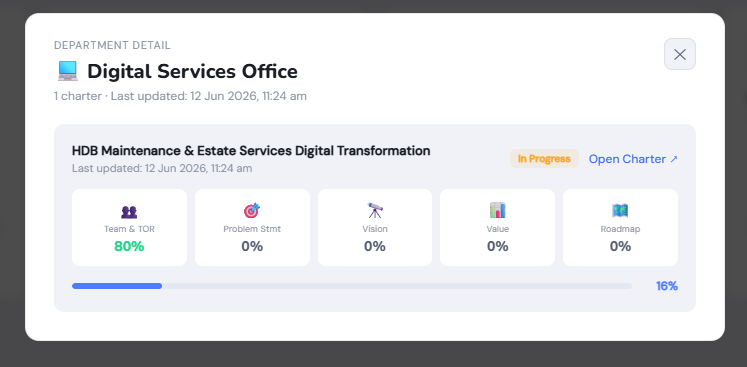 DEPARTMENT DETAIL
Digital Services Office
1 charter · Last updated: 12 Jun 2026, 11:24 am
HDB Maintenance & Estate Services Digital Transformation
Last updated: 12 Jun 2026, 11:24 am
In Progress
Open Charter ↗
Team & TOR
80%
Problem Stmt
0%
Vision
0%
Value
0%
Roadmap
0%
16%